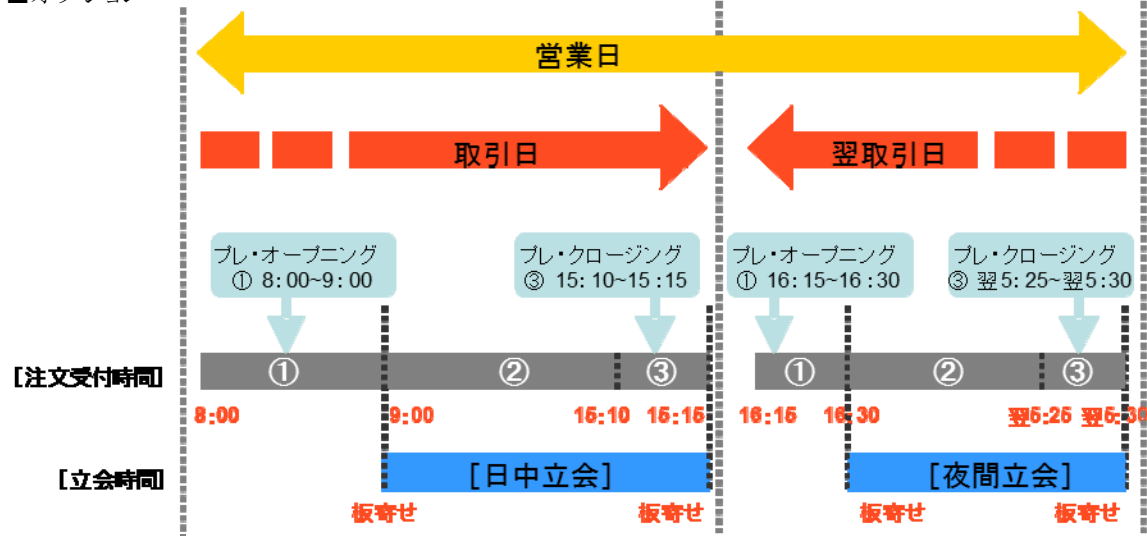 ■オプション
営業日
取引日
翌取引日
プレ・オープニング
① 8:00~9:00
プレ・クロージング
③ 15:10~15:15
プレ・オープニング
① 16:15~16:30
プレ・クロージング
③ 翌5:25~翌5:30
[注文受付時間]
①
②
③
①
②
③
8:00
9:00
15:10
15:15
16:15
16:30
翌5:25
翌5:30
[立会時間]
[日中立会]
[夜間立会]
板寄せ
板寄せ
板寄せ
板寄せ